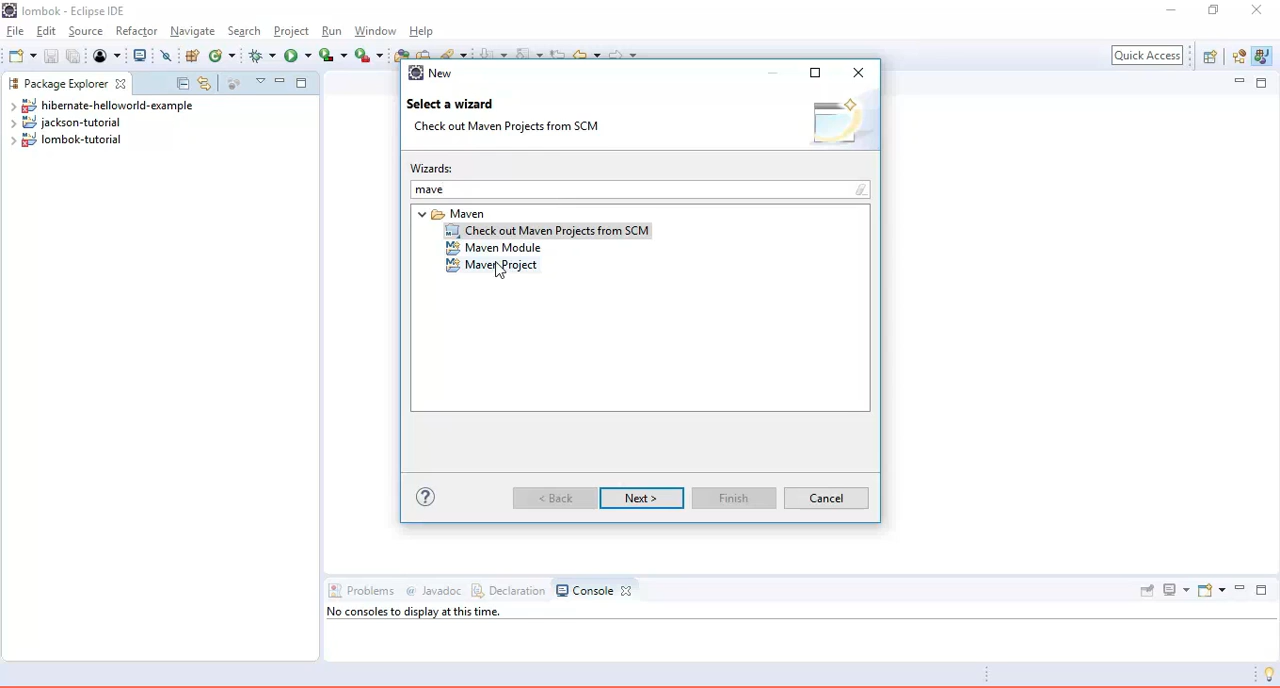 lombok - Eclipse IDE
File Edit Source Refactor Navigate Search Project Run Window Help
Quick Access
Package Explorer
hibernate-helloworld-example
jackson-tutorial
lombok-tutorial
New
Select a wizard
Check out Maven Projects from SCM
Wizards:
mave
Maven
Check out Maven Projects from SCM
Maven Module
Maven Project
< Back Next > Finish Cancel
Problems @ Javadoc Declaration Console
No consoles to display at this time.